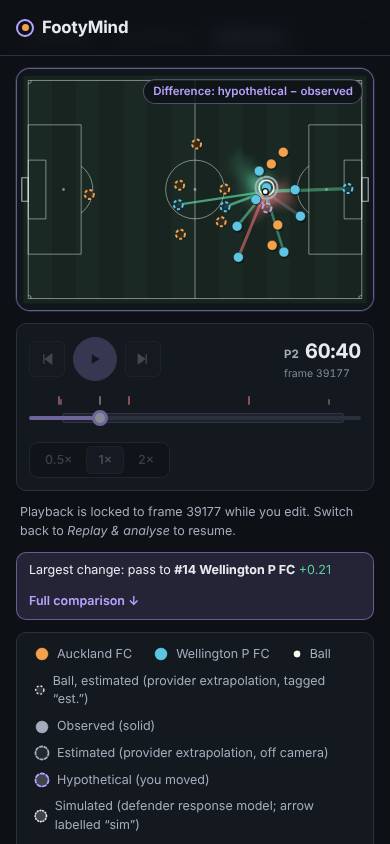 FootyMind
Difference: hypothetical – observed
P2 60:40
frame 39177
0.5×
1×
2×
Playback is locked to frame 39177 while you edit. Switch
back to Replay & analyse to resume.
Largest change: pass to #14 Wellington P FC +0.21
Full comparison ↓
Auckland FC
Wellington P FC
Ball
Ball, estimated (provider extrapolation, tagged
“est.”)
Observed (solid)
Estimated (provider extrapolation, off camera)
Hypothetical (you moved)
Simulated (defender response model; arrow
labelled “sim”)